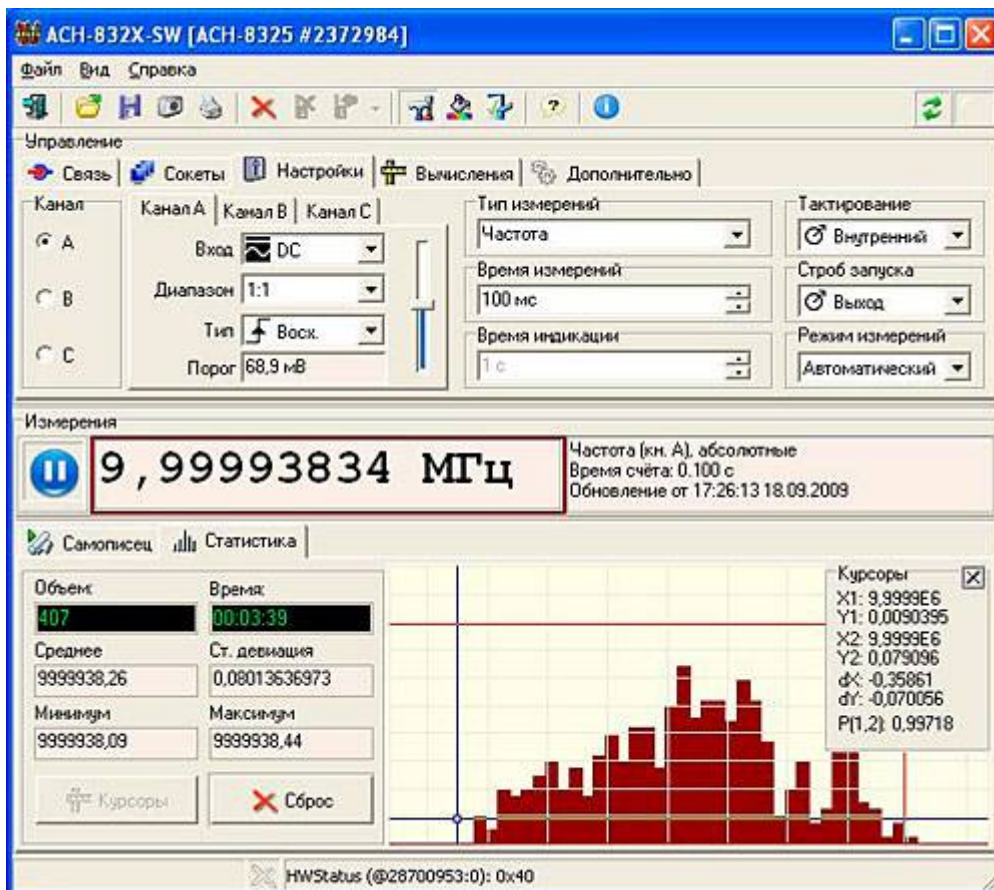 ACH-832X-SW [ACH-8325 #2372984]
Файл Вид Справка
Управление
Связь Сокеты Настройки Вычисления Дополнительно
Канал
A
B
C
Канал A Канал B Канал C
Вход DC
Диапазон 1:1
Тип Восх.
Порог 68,9 мВ
Тип измерений
Частота
Время измерений
100 мс
Время индикации
1 с
Тактирование
Внутренний
Строб запуска
Выход
Режим измерений
Автоматический
Измерения
9,99993834 МГц
Частота (кн. A), абсолютные
Время счёта: 0.100 с
Обновление от 17:26:13 18.09.2009
Самописец Статистика
Объем: Время:
407 00:03:39
Среднее Ст. девиация
9999938,26 0,08013636973
Минимум Максимум
9999938,09 9999938,44
Курсоры Сброс
Курсоры
X1: 9,9999E6
Y1: 0,0090395
X2: 9,9999E6
Y2: 0,079096
dX: -0,35861
dY: -0,070056
P(1,2): 0,99718
HWStatus (@28700953:0): 0x40